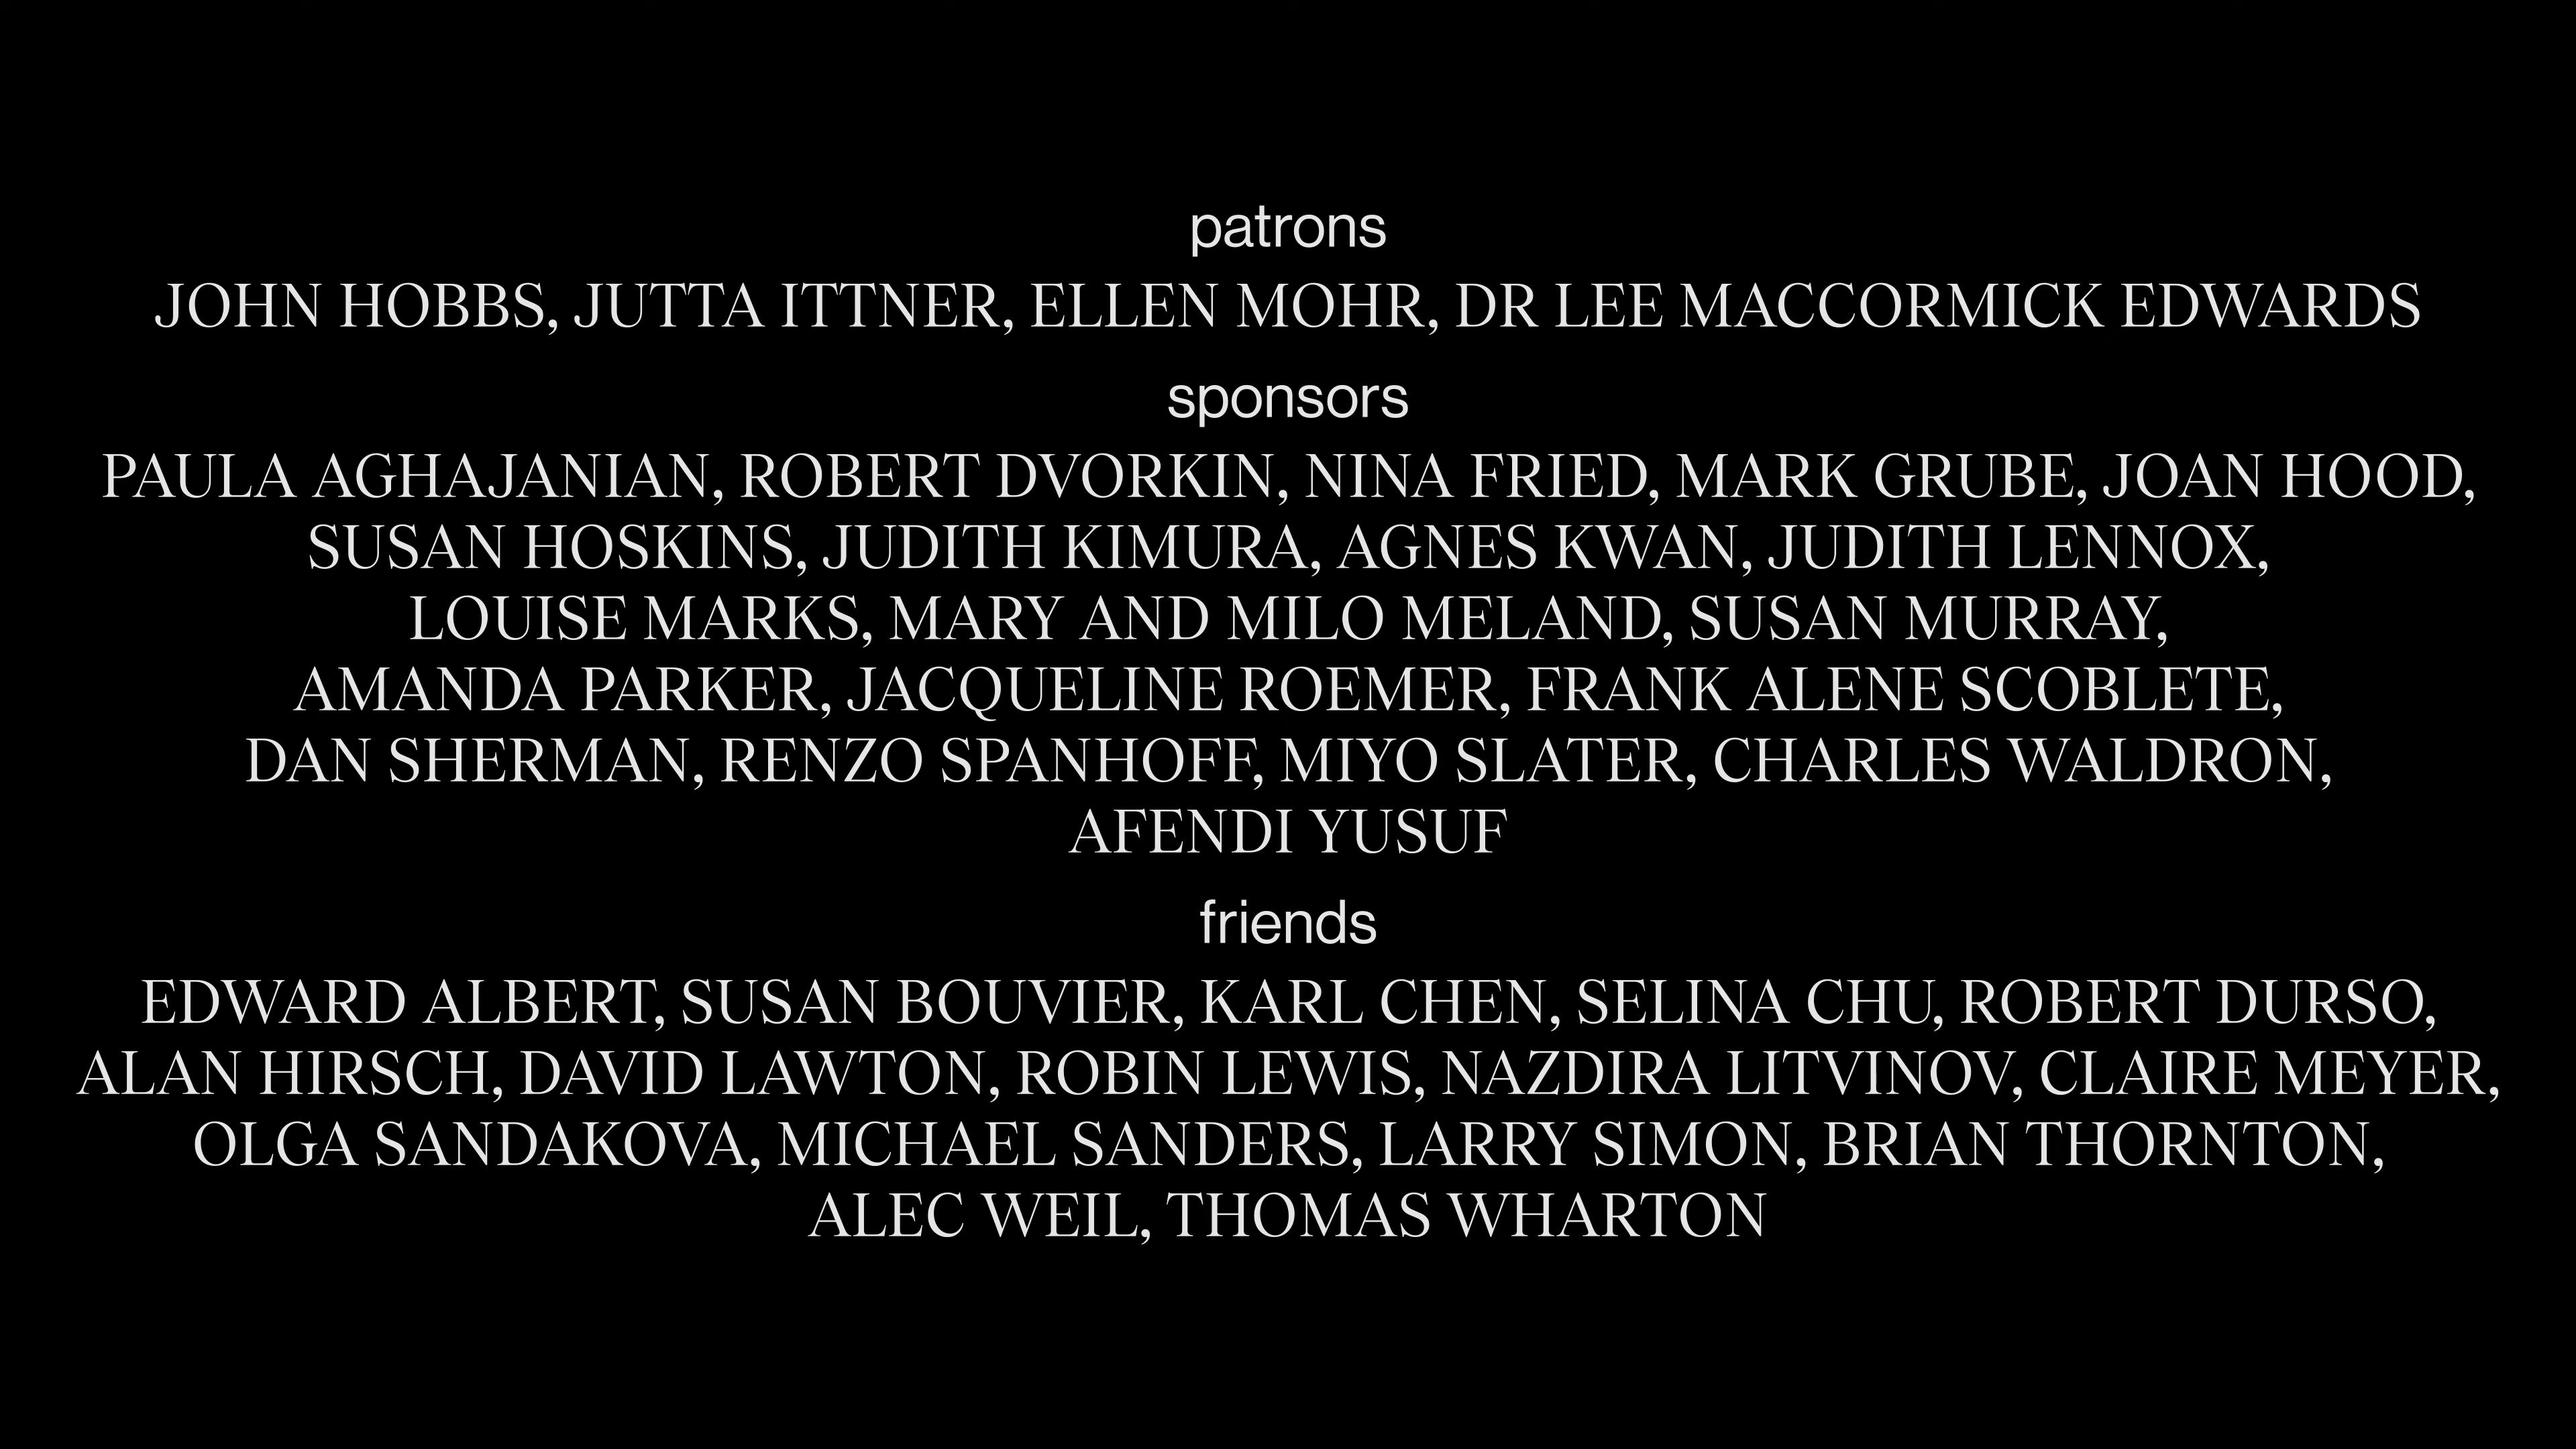 patrons
JOHN HOBBS, JUTTA ITTNER, ELLEN MOHR, DR LEE MACCORMICK EDWARDS
sponsors
PAULA AGHAJANIAN, ROBERT DVORKIN, NINA FRIED, MARK GRUBE, JOAN HOOD,
SUSAN HOSKINS, JUDITH KIMURA, AGNES KWAN, JUDITH LENNOX,
LOUISE MARKS, MARY AND MILO MELAND, SUSAN MURRAY,
AMANDA PARKER, JACQUELINE ROEMER, FRANK ALENE SCOBLETE,
DAN SHERMAN, RENZO SPANHOFF, MIYO SLATER, CHARLES WALDRON,
AFENDI YUSUF
friends
EDWARD ALBERT, SUSAN BOUVIER, KARL CHEN, SELINA CHU, ROBERT DURSO,
ALAN HIRSCH, DAVID LAWTON, ROBIN LEWIS, NAZDIRA LITVINOV, CLAIRE MEYER,
OLGA SANDAKOVA, MICHAEL SANDERS, LARRY SIMON, BRIAN THORNTON,
ALEC WEIL, THOMAS WHARTON